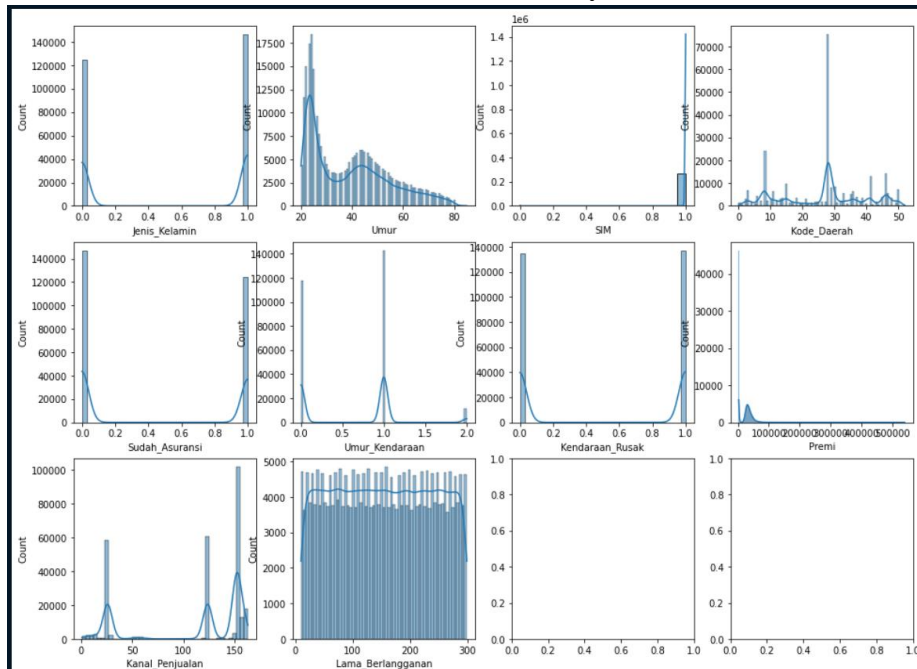 140000
120000
100000
80000
60000
40000
20000
0
Count
0.0 0.2 0.4 0.6 0.8 1.0
Jenis_Kelamin
17500
15000
12500
10000
7500
5000
2500
0
Count
20 40 60 80
Umur
1e6
1.4
1.2
1.0
0.8
0.6
0.4
0.2
0.0
Count
0.0 0.2 0.4 0.6 0.8 1.0
SIM
70000
60000
50000
40000
30000
20000
10000
0
Count
0 10 20 30 40 50
Kode_Daerah
140000
120000
100000
80000
60000
40000
20000
0
Count
0.0 0.2 0.4 0.6 0.8 1.0
Sudah_Asuransi
140000
120000
100000
80000
60000
40000
20000
0
Count
0.0 0.5 1.0 1.5 2.0
Umur_Kendaraan
140000
120000
100000
80000
60000
40000
20000
0
Count
0.0 0.2 0.4 0.6 0.8 1.0
Kendaraan_Rusak
40000
30000
20000
10000
0
Count
0 100000 200000 300000 400000 500000
Premi
100000
80000
60000
40000
20000
0
Count
0 50 100 150
Kanal_Penjualan
5000
4000
3000
2000
1000
0
Count
0 100 200 300
Lama_Berlangganan
1.0
0.8
0.6
0.4
0.2
0.0
0.0 0.2 0.4 0.6 0.8 1.0
1.0
0.8
0.6
0.4
0.2
0.0
0.0 0.2 0.4 0.6 0.8 1.0